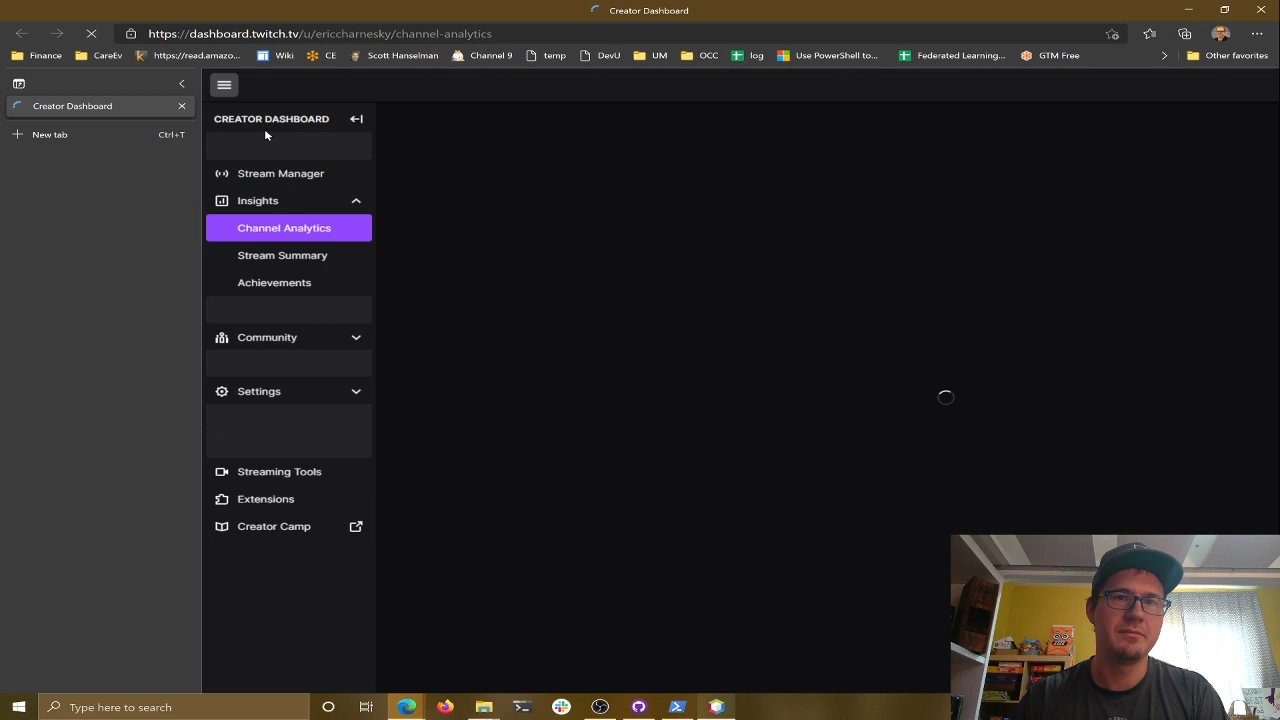 Creator Dashboard
https://dashboard.twitch.tv/u/ericcharnesky/channel-analytics
Finance
CareEv
https://read.amazo...
Wiki
CE
Scott Hanselman
Channel 9
temp
DevU
UM
OCC
log
Use PowerShell to...
Federated Learning...
GTM Free
Other favorites
Creator Dashboard
New tab
Ctrl+T
CREATOR DASHBOARD
Stream Manager
Insights
Channel Analytics
Stream Summary
Achievements
Community
Settings
Streaming Tools
Extensions
Creator Camp
Type here to search